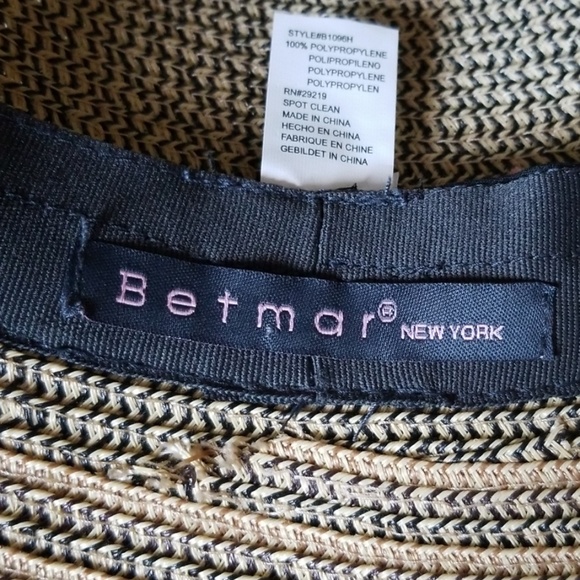 STYLE#B1096H
100% POLYPROPYLENE
POLIPROPILENO
POLYPROPYLENE
POLYPROPYLEN
RN#29219
SPOT CLEAN
MADE IN CHINA
HECHO EN CHINA
FABRIQUE EN CHINE
GEBILDET IN CHINA
Betmar® NEW YORK